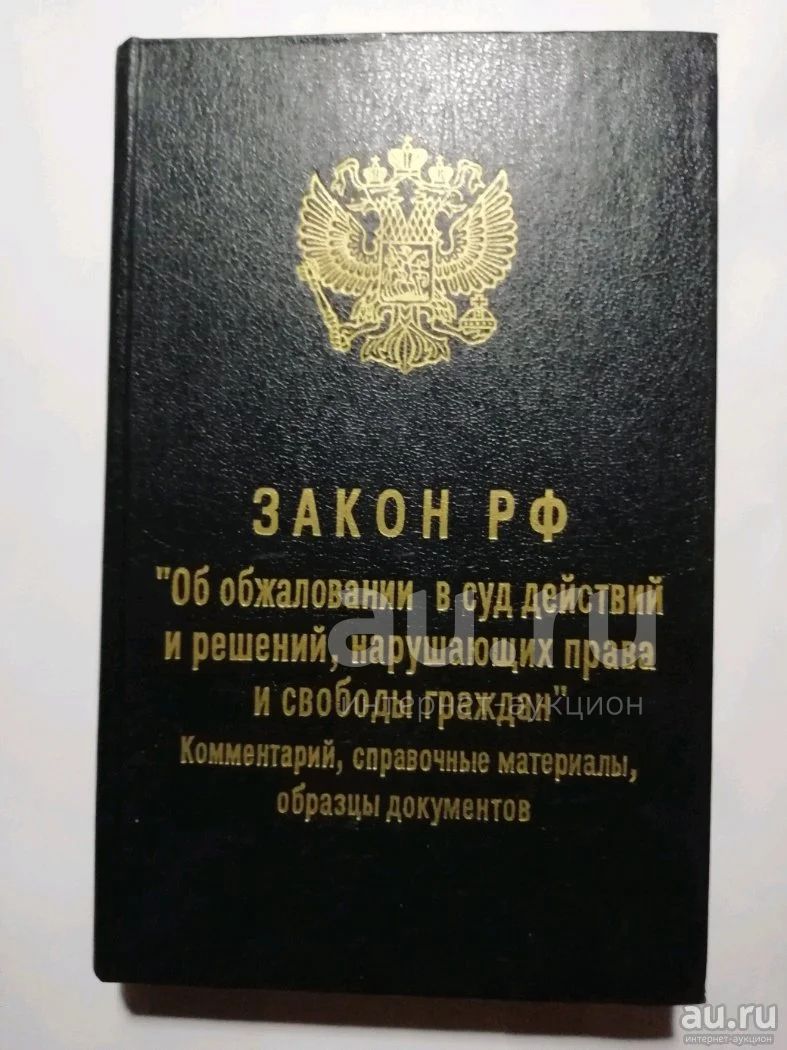 ЗАКОН РФ
"Об обжаловании в суд действий
и решений, нарушающих права
и свободы граждан"
Комментарий, справочные материалы,
образцы документов
au.ru
интернет-аукцион
au.ru
интернет-аукцион